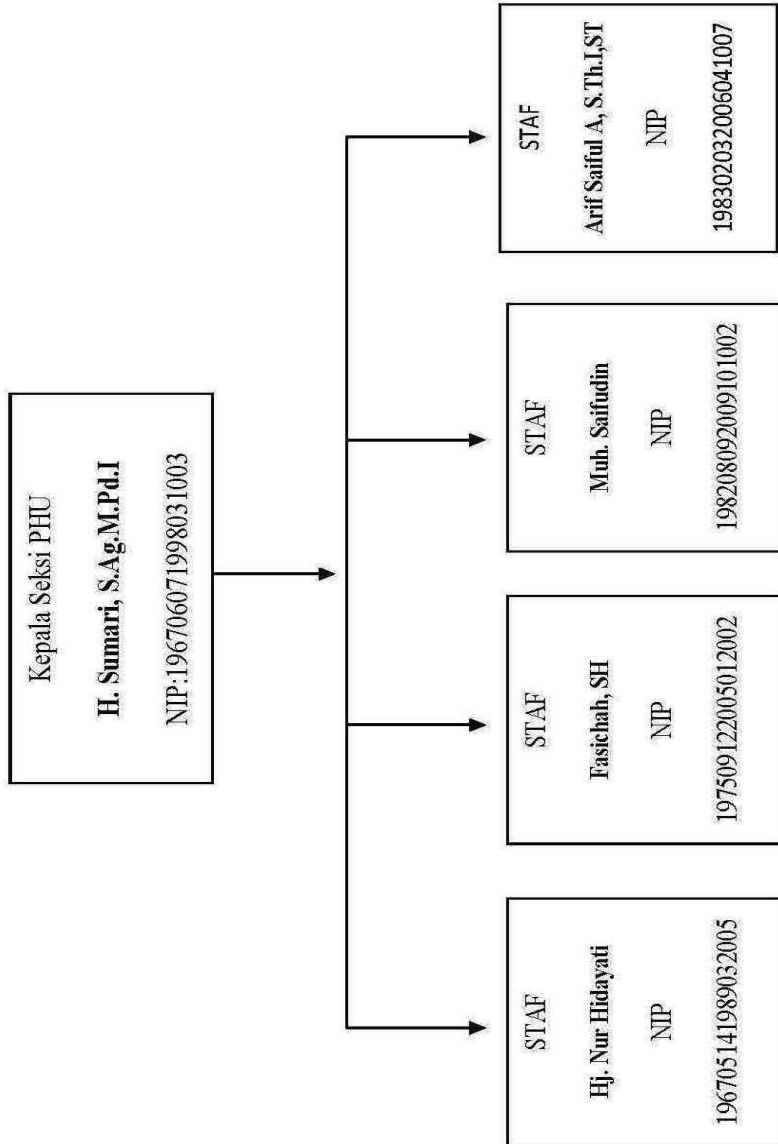 Kepala Seksi PHU
H. Sumari, S.Ag.M.Pd.I
NIP:196706071998031003
STAF
Hj. Nur Hidayati
NIP
196705141989032005
STAF
Fasichah, SH
NIP
197509122005012002
STAF
Muh. Saifudin
NIP
198208092009101002
STAF
Arif Saiful A, S.Th.I,ST
NIP
198302032006041007